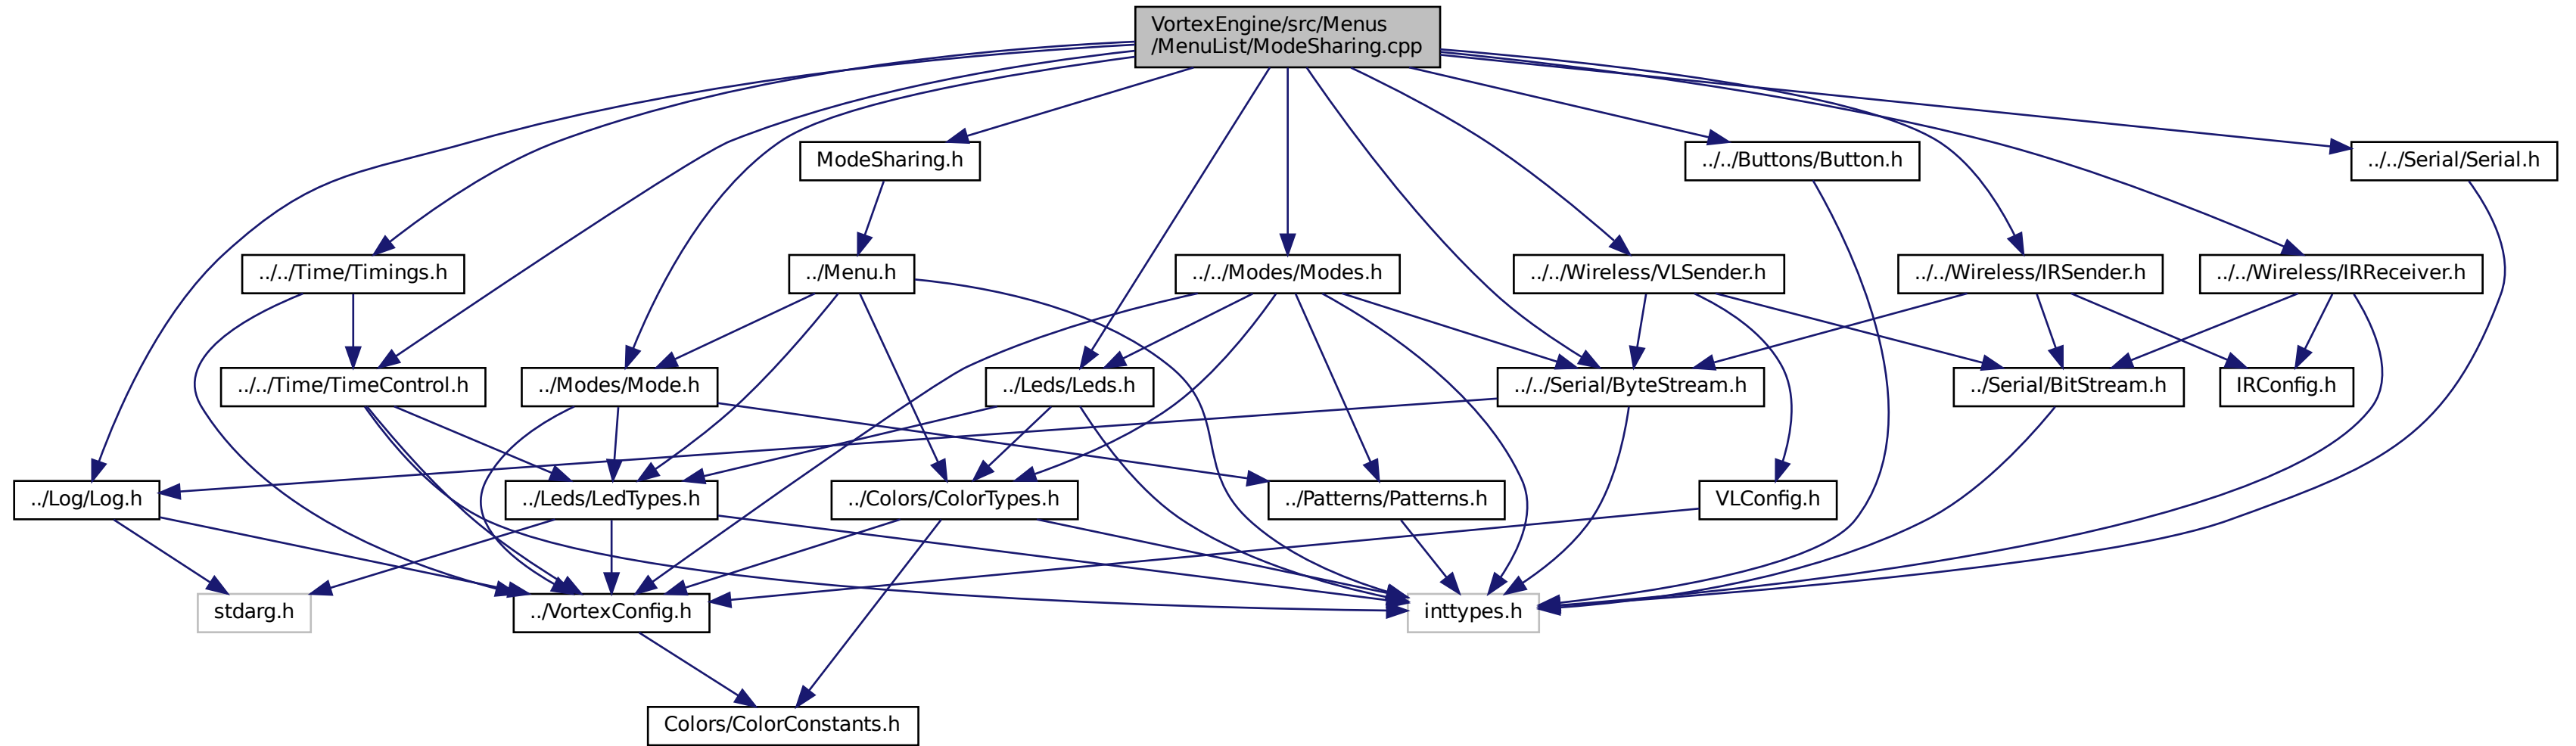 VortexEngine/src/Menus
/MenuList/ModeSharing.cpp
ModeSharing.h
../../Buttons/Button.h
../../Serial/Serial.h
../../Time/Timings.h
../Menu.h
../../Modes/Modes.h
../../Wireless/VLSender.h
../../Wireless/IRSender.h
../../Wireless/IRReceiver.h
../../Time/TimeControl.h
../Modes/Mode.h
../Leds/Leds.h
../../Serial/ByteStream.h
../Serial/BitStream.h
IRConfig.h
../Log/Log.h
../Leds/LedTypes.h
../Colors/ColorTypes.h
../Patterns/Patterns.h
VLConfig.h
stdarg.h
../VortexConfig.h
inttypes.h
Colors/ColorConstants.h